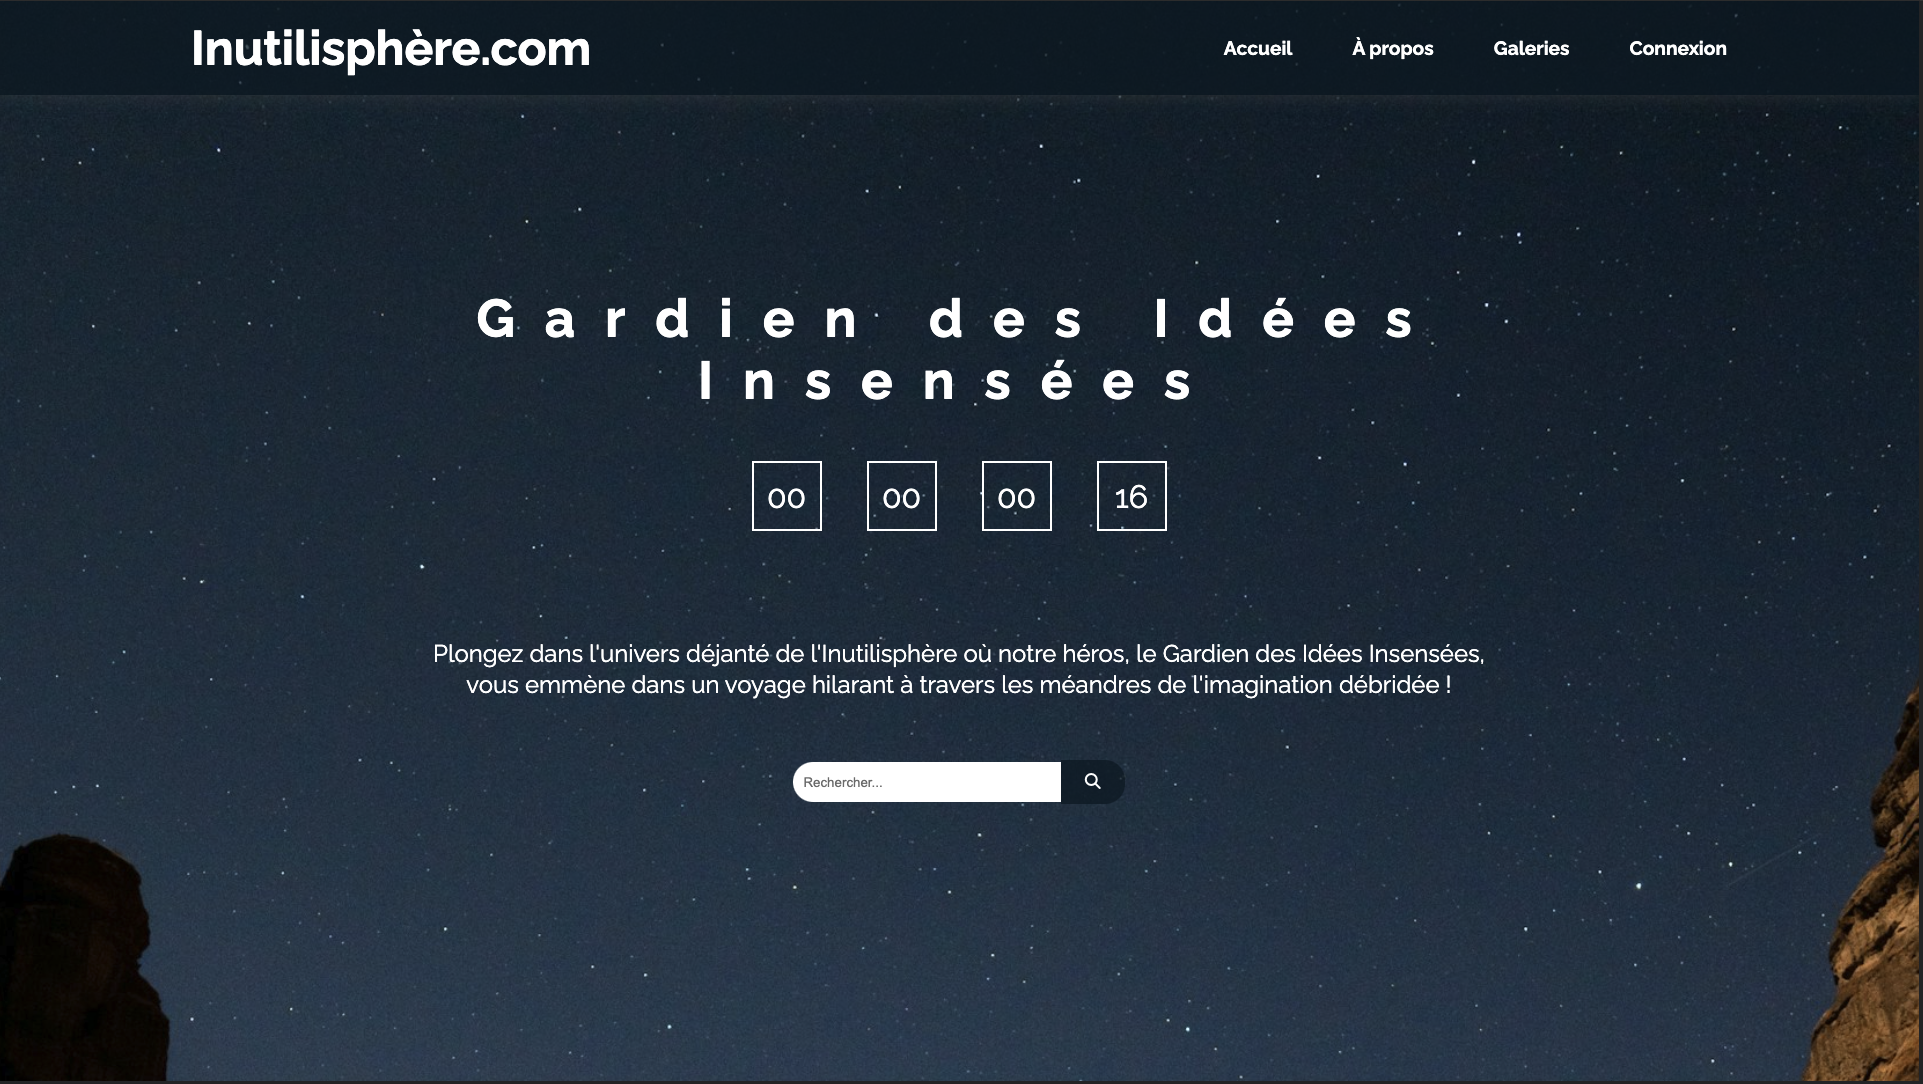 Inutilisphère.com
Accueil À propos Galeries Connexion
Gardien des Idées
Insensées
00 00 00 16
Plongez dans l'univers déjanté de l'Inutilisphère où notre héros, le Gardien des Idées Insensées,
vous emmène dans un voyage hilarant à travers les méandres de l'imagination débridée !
Rechercher...